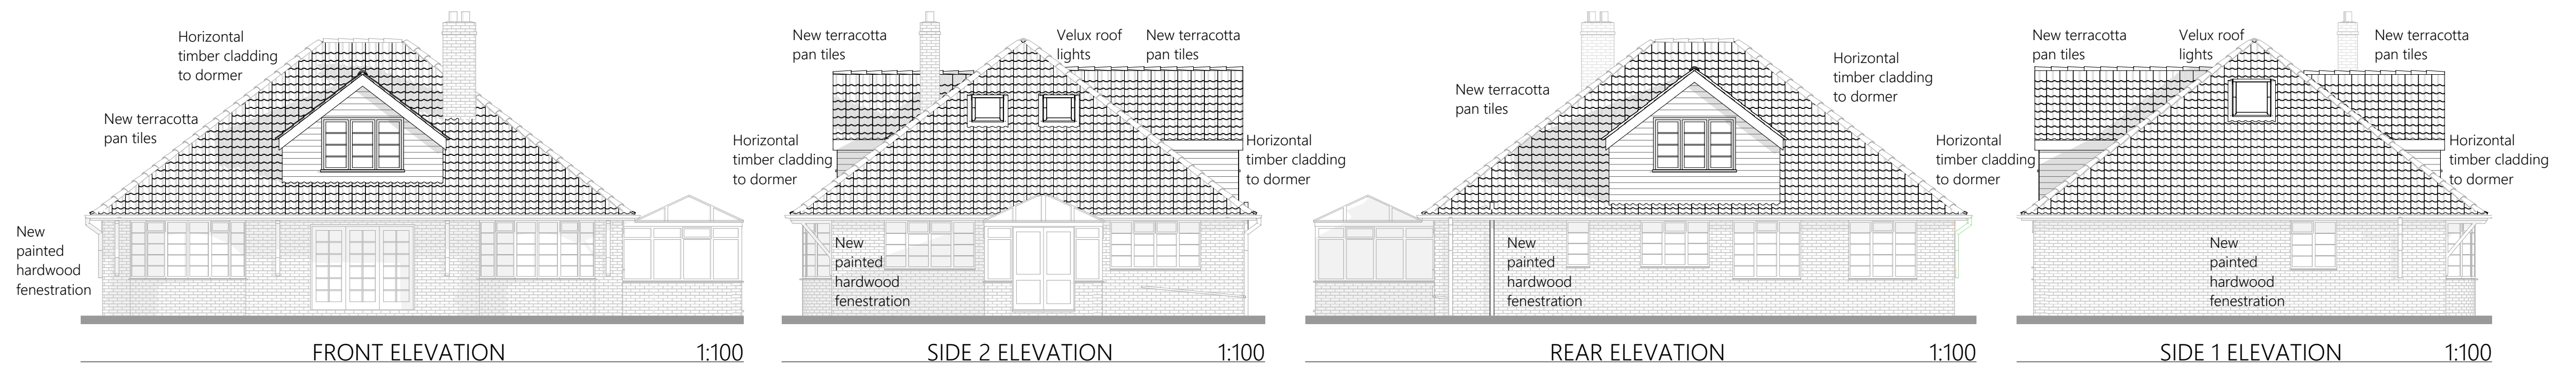 Horizontal
timber cladding
to dormer
New terracotta
pan tiles
New
painted
hardwood
fenestration
FRONT ELEVATION
1:100
New terracotta
pan tiles
Velux roof
lights
New terracotta
pan tiles
Horizontal
timber cladding
to dormer
Horizontal
timber cladding
to dormer
New
painted
hardwood
fenestration
SIDE 2 ELEVATION
1:100
New terracotta
pan tiles
Horizontal
timber cladding
to dormer
New
painted
hardwood
fenestration
REAR ELEVATION
1:100
New terracotta
pan tiles
Velux roof
lights
New terracotta
pan tiles
Horizontal
timber cladding
to dormer
Horizontal
timber cladding
to dormer
New
painted
hardwood
fenestration
SIDE 1 ELEVATION
1:100